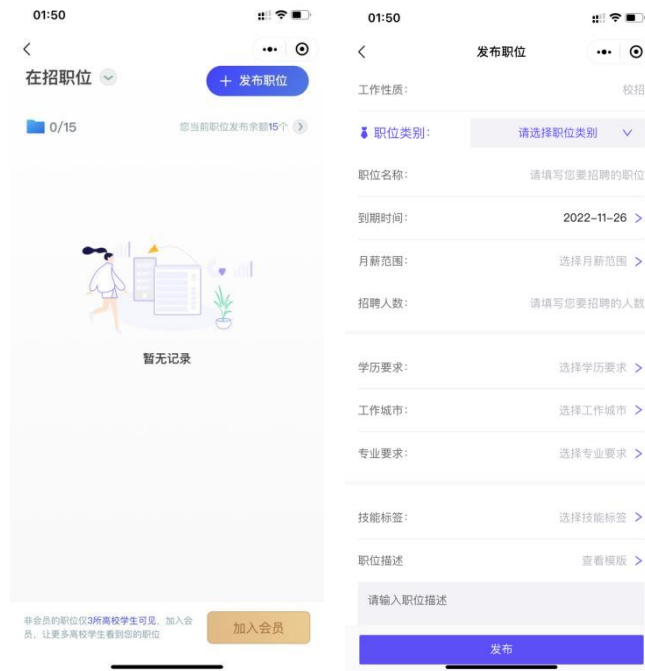 01:50
在招职位
+ 发布职位
0/15
您当前职位发布余额15个
暂无记录
非会员的职位仅3所高校学生可见，加入会
员，让更多高校学生看到您的职位
加入会员
01:50
发布职位
工作性质：
校招
职位类别：
请选择职位类别
职位名称：
请填写您要招聘的职位
到期时间：
2022-11-26
月薪范围：
选择月薪范围
招聘人数：
请填写您要招聘的人数
学历要求：
选择学历要求
工作城市：
选择工作城市
专业要求：
选择专业要求
技能标签：
选择技能标签
职位描述
查看模版
请输入职位描述
发布